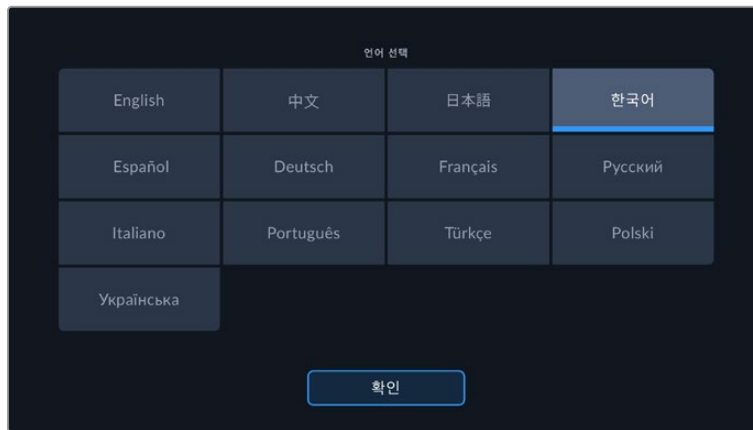 언어 선택
English 中文 日本語 한국어
Español Deutsch Français Русский
Italiano Português Türkçe Polski
Українська
확인